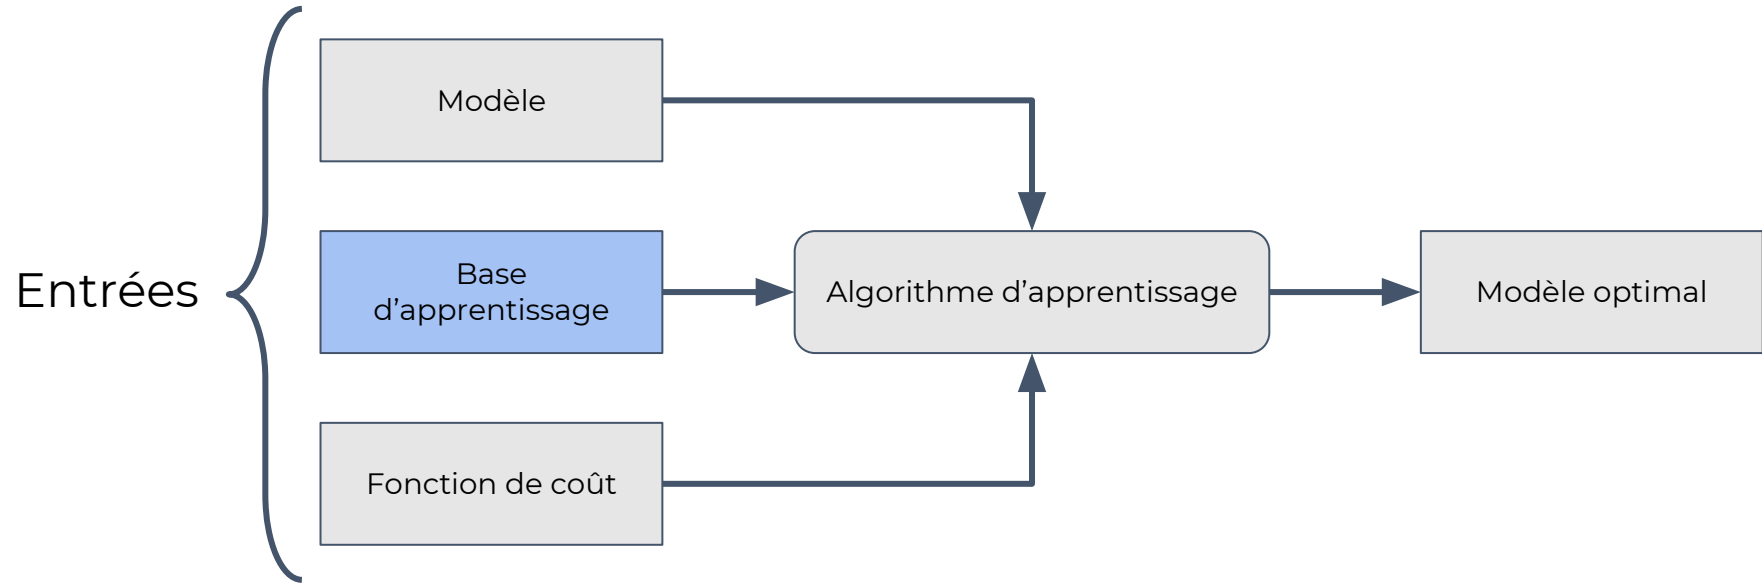 Entrées
Modèle
Base
d’apprentissage
Fonction de coût
Algorithme d’apprentissage
Modèle optimal